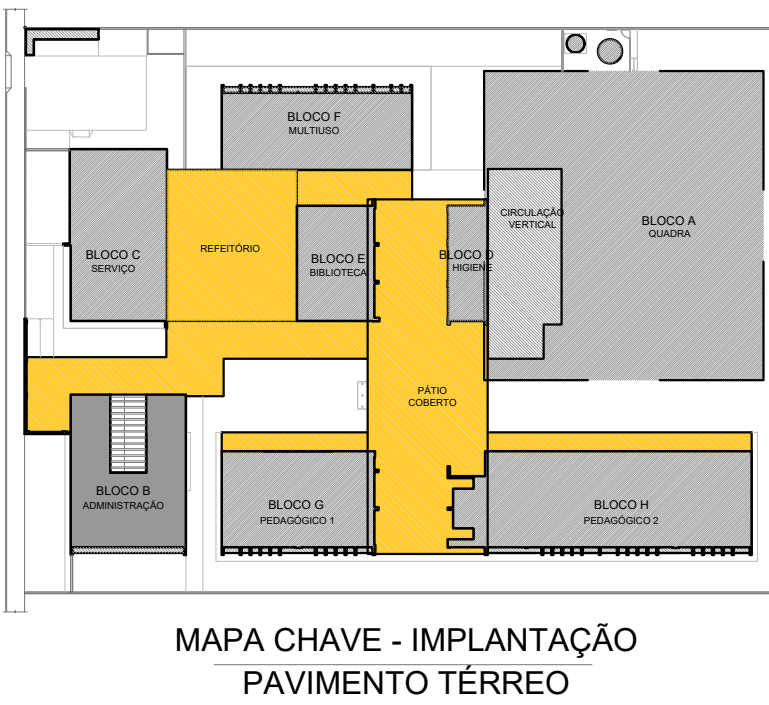 BLOCO F
MULTIUSO
CIRCULAÇÃO
VERTICAL
BLOCO A
QUADRA
BLOCO C
SERVIÇO
REFEITÓRIO
BLOCO E
BIBLIOTECA
BLOCO D
HIGIENE
PÁTIO
COBERTO
BLOCO B
ADMINISTRAÇÃO
BLOCO G
PEDAGÓGICO 1
BLOCO H
PEDAGÓGICO 2
MAPA CHAVE - IMPLANTAÇÃO
PAVIMENTO TÉRREO